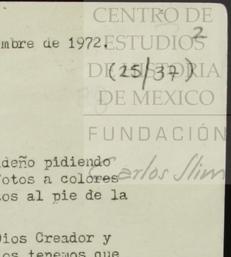 CENTRO DE
ESTUDIOS
2
mbre de 1972.
(25/37)
DE HISTORIA
DE MEXICO
FUNDACIÓN
Carlos Slim
deño pidiendo
otos a colores
os al pie de la
Dios Creador y
tenemos que